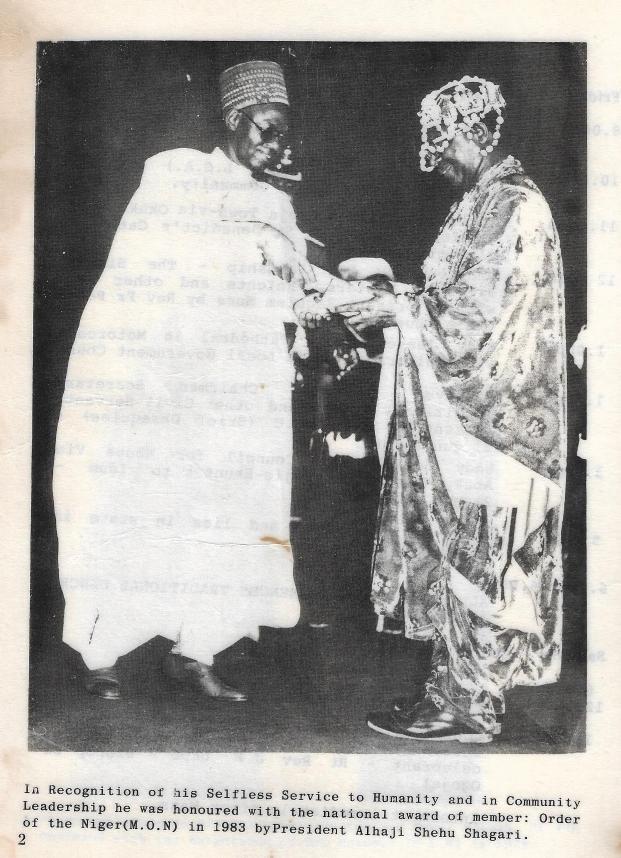 In Recognition of his Selfless Service to Humanity and in Community
Leadership he was honoured with the national award of member: Order
of the Niger(M.O.N) in 1983 byPresident Alhaji Shehu Shagari.
2